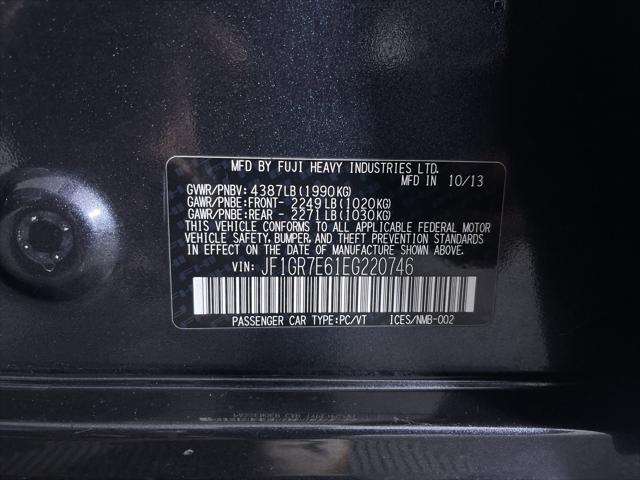 MFD BY FUJI HEAVY INDUSTRIES LTD.
MFD IN 10/13
GVWR/PNBV: 4387LB(1990KG)
GAWR/PNBE:FRONT- 2249LB(1020KG)
GAWR/PNBE:REAR - 2271LB(1030KG)
THIS VEHICLE CONFORMS TO ALL APPLICABLE FEDERAL MOTOR
VEHICLE SAFETY, BUMPER, AND THEFT PREVENTION STANDARDS
IN EFFECT ON THE DATE OF MANUFACTURE SHOWN ABOVE.
VIN: JF1GR7E61EG220746
PASSENGER CAR TYPE:PC/VT ICES/NMB-002